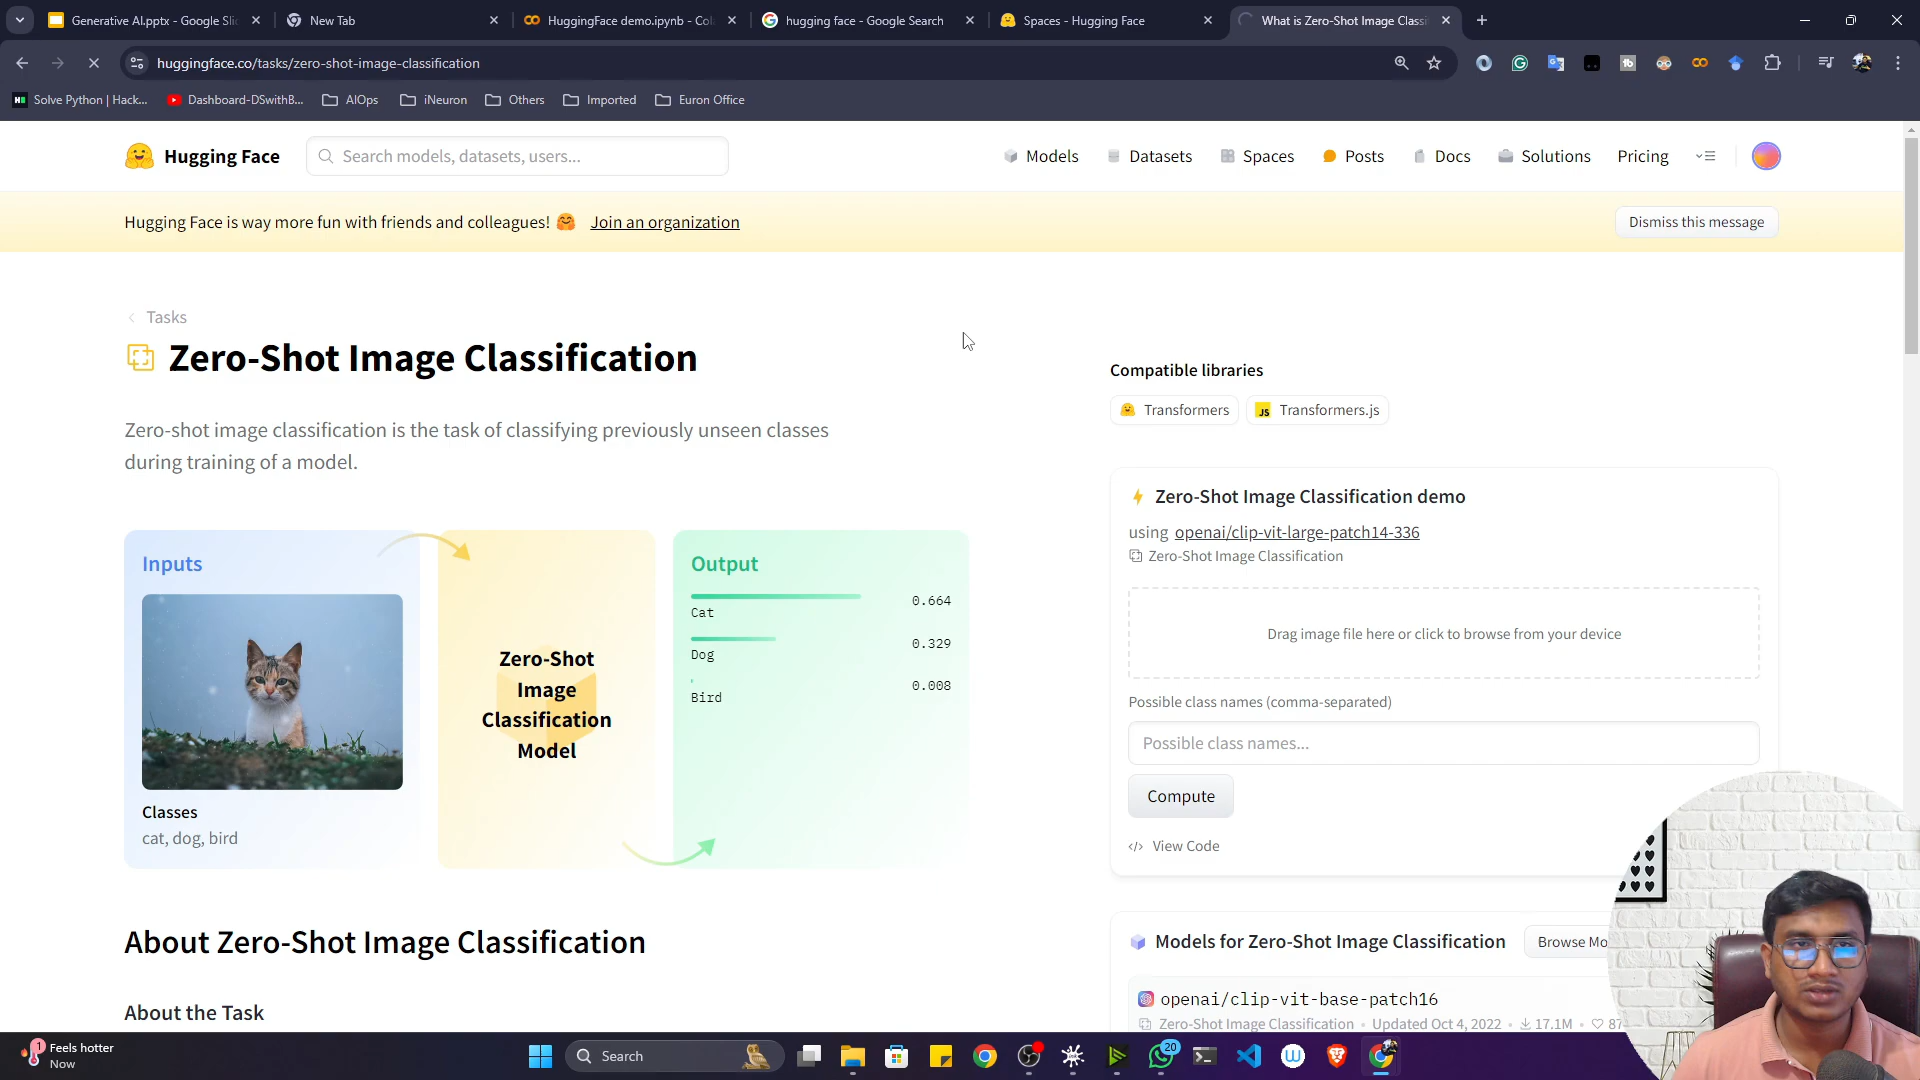 Generative AI.pptx - Google Sli
New Tab
HuggingFace demo.ipynb - Col
hugging face - Google Search
Spaces - Hugging Face
What is Zero-Shot Image Classi
huggingface.co/tasks/zero-shot-image-classification
Solve Python | Hack...
Dashboard-DSwithB...
AIOps
iNeuron
Others
Imported
Euron Office
Hugging Face
Search models, datasets, users...
Models
Datasets
Spaces
Posts
Docs
Solutions
Pricing
Hugging Face is way more fun with friends and colleagues! 🤗 Join an organization
Dismiss this message
Tasks
Zero-Shot Image Classification
Zero-shot image classification is the task of classifying previously unseen classes
during training of a model.
Inputs
Classes
cat, dog, bird
Zero-Shot
Image
Classification
Model
Output
0.664
Cat
0.329
Dog
0.008
Bird
About Zero-Shot Image Classification
About the Task
Compatible libraries
Transformers
JS Transformers.js
Zero-Shot Image Classification demo
using openai/clip-vit-large-patch14-336
Zero-Shot Image Classification
Drag image file here or click to browse from your device
Possible class names (comma-separated)
Possible class names...
Compute
</> View Code
Models for Zero-Shot Image Classification
Browse Mo
openai/clip-vit-base-patch16
Zero-Shot Image Classification • Updated Oct 4, 2022 • 17.1M • 87
1
Feels hotter
Now
Search
20